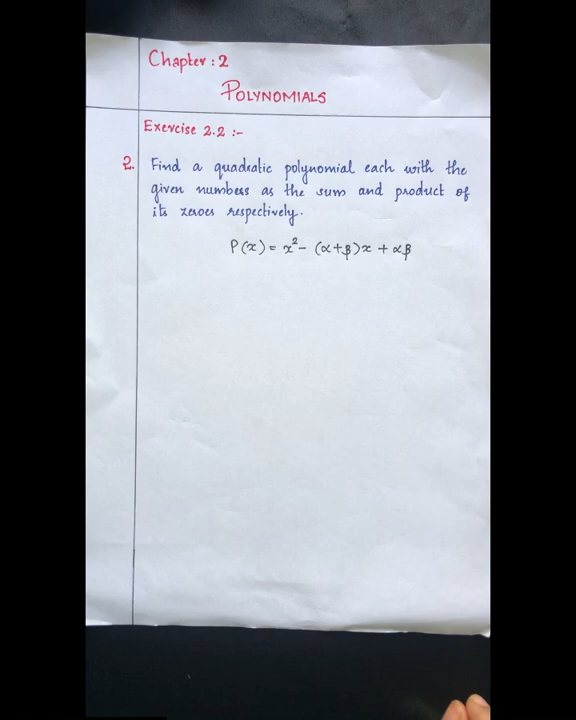 Chapter : 2
POLYNOMIALS
Exercise 2.2 :-
2. Find a quadratic polynomial each with the
given numbers as the sum and product of
its zeroes respectively.
P(x) = x² - (α+β)x + αβ